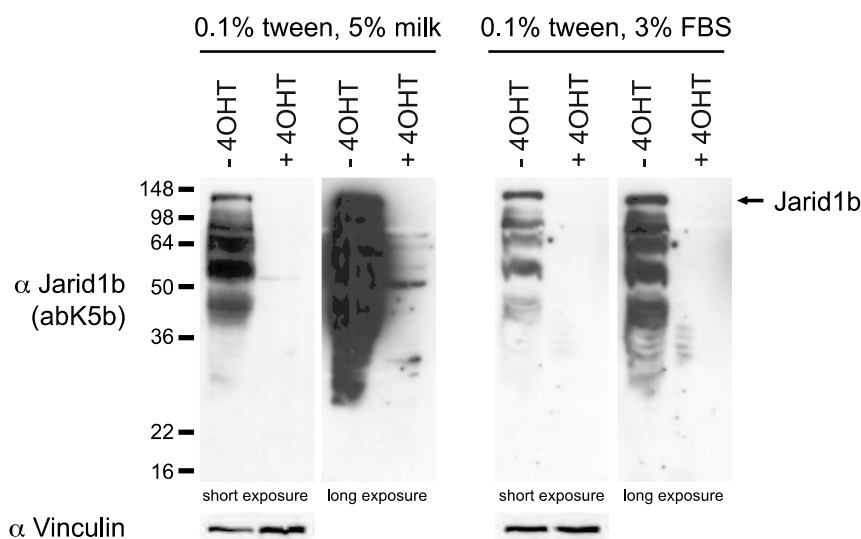 0.1% tween, 5% milk
0.1% tween, 3% FBS
- 4OHT
+ 4OHT
- 4OHT
+ 4OHT
- 4OHT
+ 4OHT
- 4OHT
+ 4OHT
148
98
64
50
36
22
16
Jarid1b
α Jarid1b
(abK5b)
short exposure
long exposure
short exposure
long exposure
α Vinculin